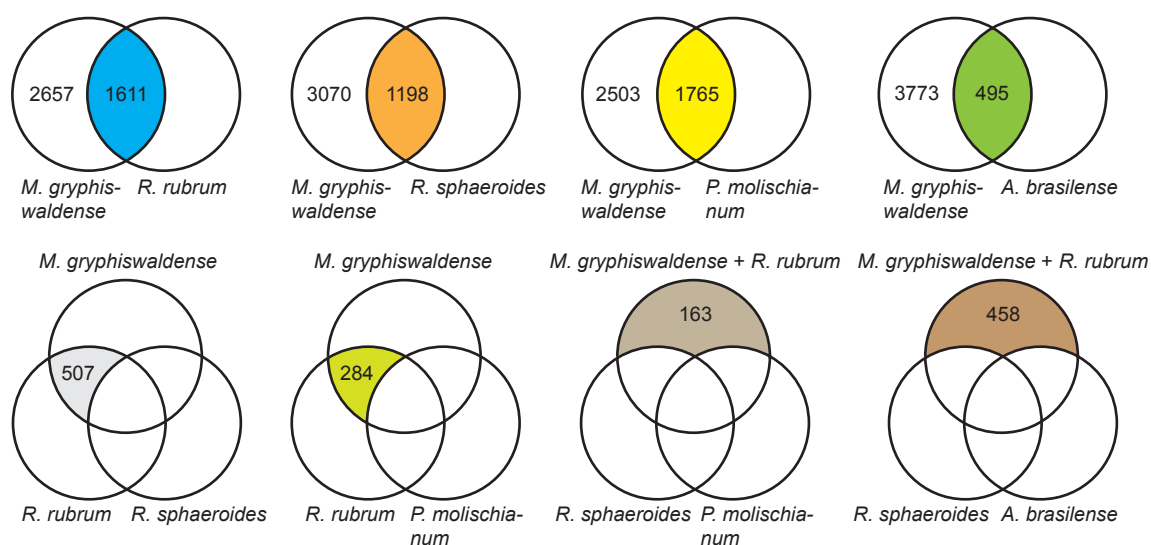 2657 1611
3070 1198
2503 1765
3773 495
M. gryphis-
waldense
R. rubrum
M. gryphis-
waldense
R. sphaeroides
M. gryphis-
waldense
P. molischia-
num
M. gryphis-
waldense
A. brasilense
M. gryphiswaldense
507
R. rubrum
R. sphaeroides
M. gryphiswaldense
284
R. rubrum
P. molischia-
num
M. gryphiswaldense + R. rubrum
163
R. sphaeroides
P. molischia-
num
M. gryphiswaldense + R. rubrum
458
R. sphaeroides
A. brasilense